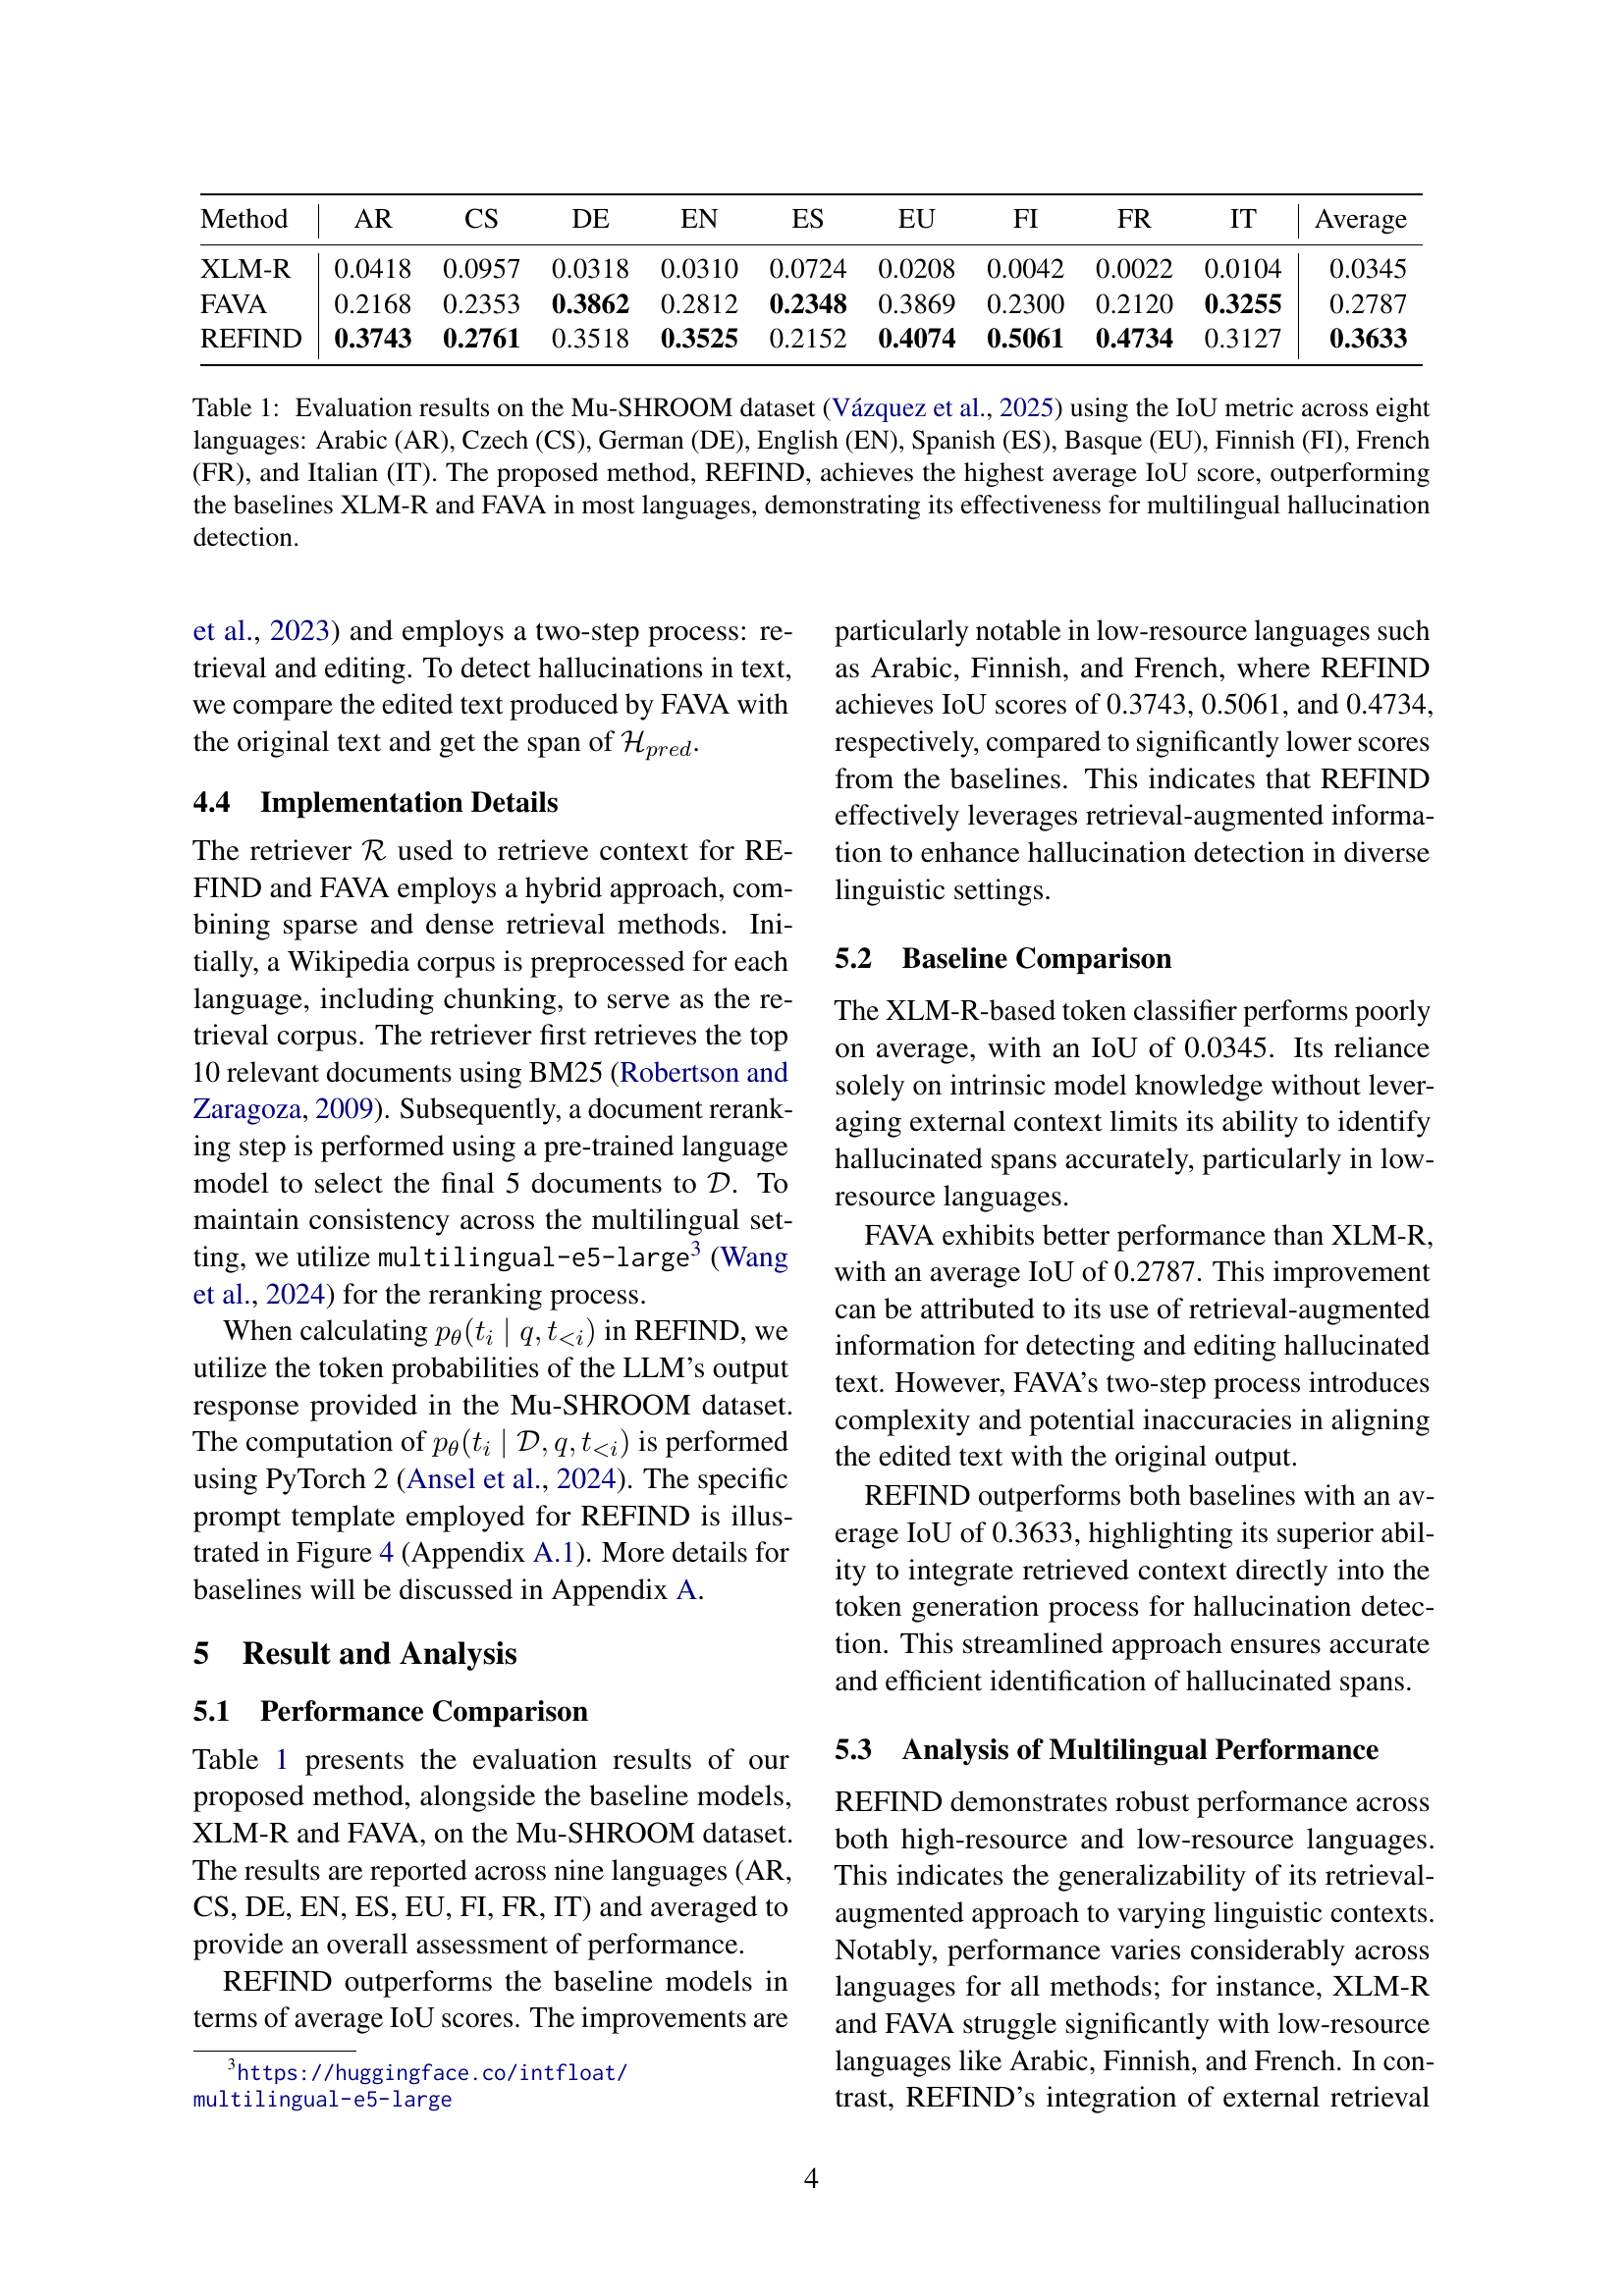 Method AR CS DE EN ES EU FI FR IT Average
XLM-R 0.0418 0.0957 0.0318 0.0310 0.0724 0.0208 0.0042 0.0022 0.0104 0.0345
FAVA 0.2168 0.2353 0.3862 0.2812 0.2348 0.3869 0.2300 0.2120 0.3255 0.2787
REFIND 0.3743 0.2761 0.3518 0.3525 0.2152 0.4074 0.5061 0.4734 0.3127 0.3633
Table 1: Evaluation results on the Mu-SHROOM dataset (Vázquez et al., 2025) using the IoU metric across eight
languages: Arabic (AR), Czech (CS), German (DE), English (EN), Spanish (ES), Basque (EU), Finnish (FI), French
(FR), and Italian (IT). The proposed method, REFIND, achieves the highest average IoU score, outperforming
the baselines XLM-R and FAVA in most languages, demonstrating its effectiveness for multilingual hallucination
detection.
et al., 2023) and employs a two-step process: re-
trieval and editing. To detect hallucinations in text,
we compare the edited text produced by FAVA with
the original text and get the span of ℋ_pred.
4.4 Implementation Details
The retriever ℛ used to retrieve context for RE-
FIND and FAVA employs a hybrid approach, com-
bining sparse and dense retrieval methods. Ini-
tially, a Wikipedia corpus is preprocessed for each
language, including chunking, to serve as the re-
trieval corpus. The retriever first retrieves the top
10 relevant documents using BM25 (Robertson and
Zaragoza, 2009). Subsequently, a document rerank-
ing step is performed using a pre-trained language
model to select the final 5 documents to 𝒟. To
maintain consistency across the multilingual set-
ting, we utilize multilingual-e5-large³ (Wang
et al., 2024) for the reranking process.
When calculating p_θ(t_i | q, t_<i) in REFIND, we
utilize the token probabilities of the LLM's output
response provided in the Mu-SHROOM dataset.
The computation of p_θ(t_i | 𝒟, q, t_<i) is performed
using PyTorch 2 (Ansel et al., 2024). The specific
prompt template employed for REFIND is illus-
trated in Figure 4 (Appendix A.1). More details for
baselines will be discussed in Appendix A.
5 Result and Analysis
5.1 Performance Comparison
Table 1 presents the evaluation results of our
proposed method, alongside the baseline models,
XLM-R and FAVA, on the Mu-SHROOM dataset.
The results are reported across nine languages (AR,
CS, DE, EN, ES, EU, FI, FR, IT) and averaged to
provide an overall assessment of performance.
REFIND outperforms the baseline models in
terms of average IoU scores. The improvements are
³https://huggingface.co/intfloat/
multilingual-e5-large
particularly notable in low-resource languages such
as Arabic, Finnish, and French, where REFIND
achieves IoU scores of 0.3743, 0.5061, and 0.4734,
respectively, compared to significantly lower scores
from the baselines. This indicates that REFIND
effectively leverages retrieval-augmented informa-
tion to enhance hallucination detection in diverse
linguistic settings.
5.2 Baseline Comparison
The XLM-R-based token classifier performs poorly
on average, with an IoU of 0.0345. Its reliance
solely on intrinsic model knowledge without lever-
aging external context limits its ability to identify
hallucinated spans accurately, particularly in low-
resource languages.
FAVA exhibits better performance than XLM-R,
with an average IoU of 0.2787. This improvement
can be attributed to its use of retrieval-augmented
information for detecting and editing hallucinated
text. However, FAVA's two-step process introduces
complexity and potential inaccuracies in aligning
the edited text with the original output.
REFIND outperforms both baselines with an av-
erage IoU of 0.3633, highlighting its superior abil-
ity to integrate retrieved context directly into the
token generation process for hallucination detec-
tion. This streamlined approach ensures accurate
and efficient identification of hallucinated spans.
5.3 Analysis of Multilingual Performance
REFIND demonstrates robust performance across
both high-resource and low-resource languages.
This indicates the generalizability of its retrieval-
augmented approach to varying linguistic contexts.
Notably, performance varies considerably across
languages for all methods; for instance, XLM-R
and FAVA struggle significantly with low-resource
languages like Arabic, Finnish, and French. In con-
trast, REFIND's integration of external retrieval
4